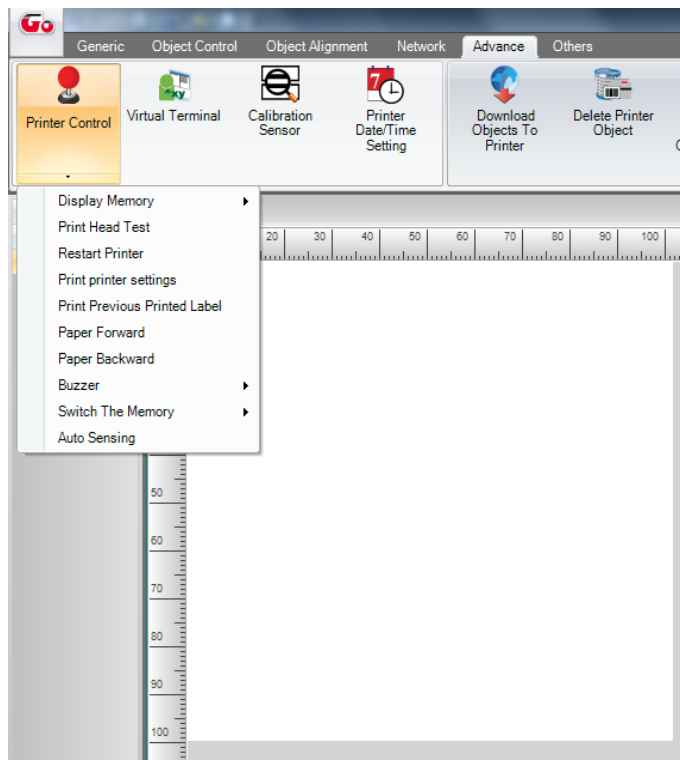 Go
Generic Object Control Object Alignment Network Advance Others
Printer Control
Virtual Terminal
Calibration
Sensor
7
Printer
Date/Time
Setting
Download
Objects To
Printer
Delete Printer
Object
Display Memory
Print Head Test
Restart Printer
Print printer settings
Print Previous Printed Label
Paper Forward
Paper Backward
Buzzer
Switch The Memory
Auto Sensing
20 30 40 50 60 70 80 90 100
50
60
70
80
90
100